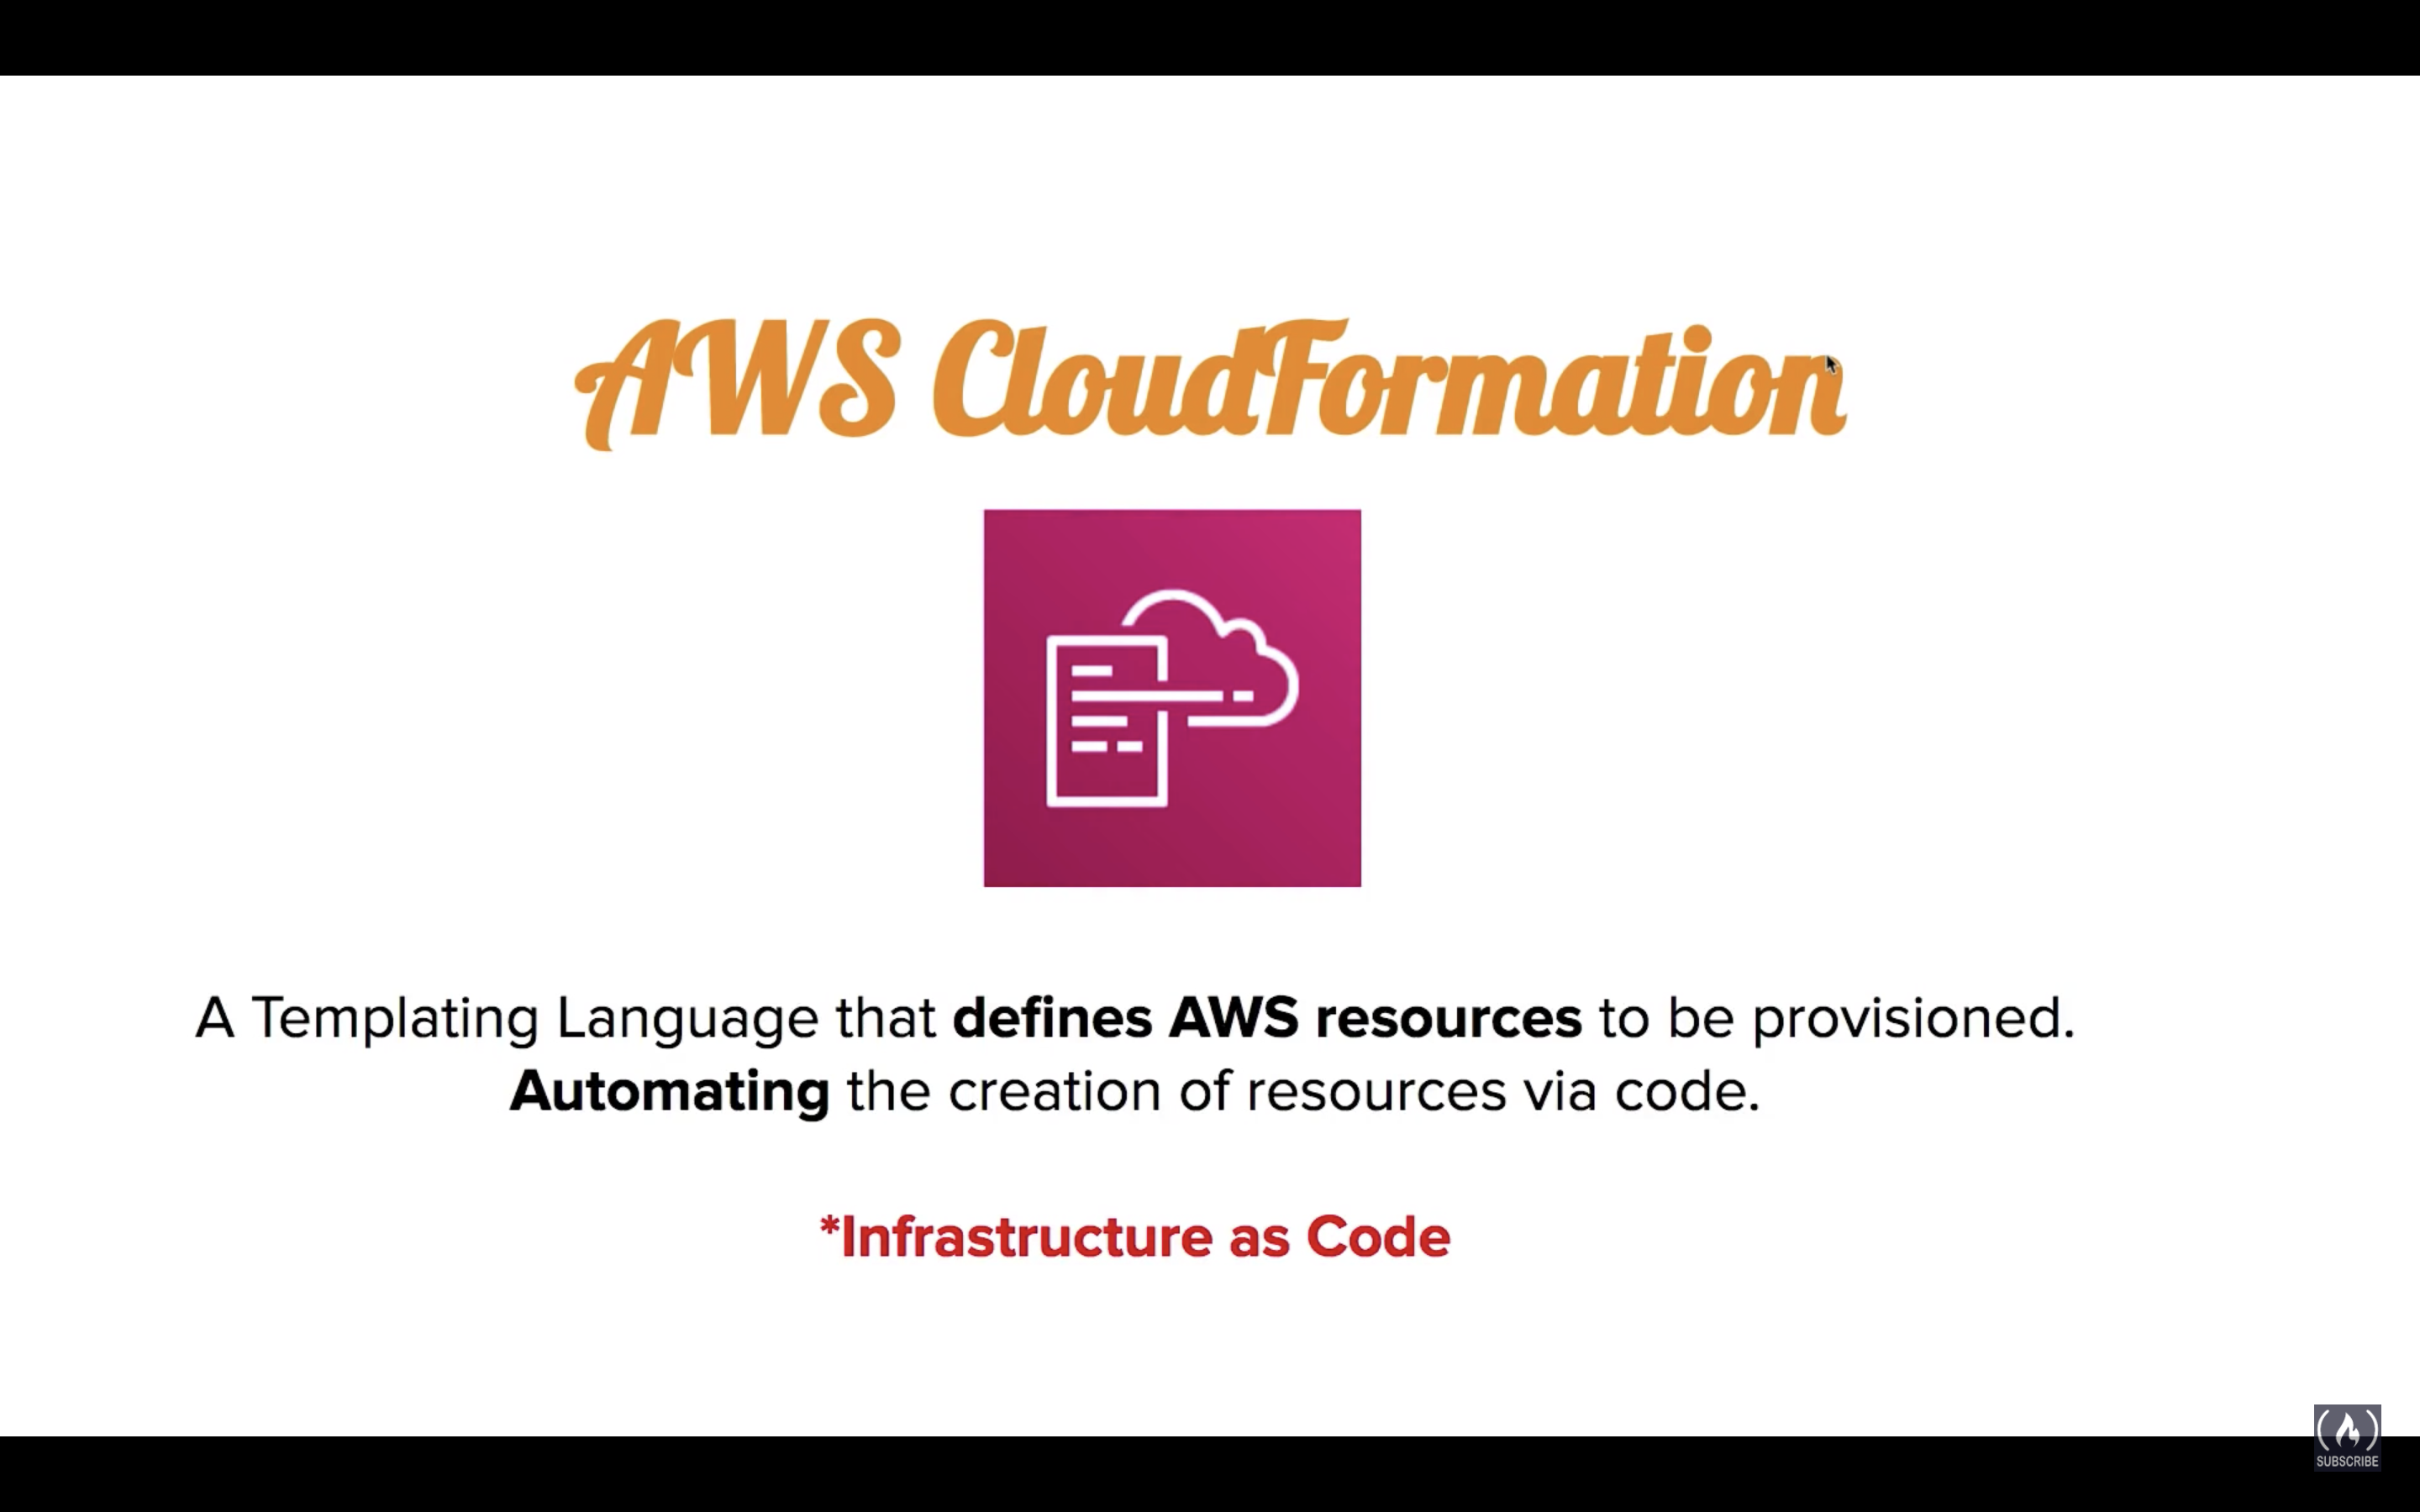 AWS CloudFormation
A Templating Language that defines AWS resources to be provisioned.
Automating the creation of resources via code.
*Infrastructure as Code
SUBSCRIBE